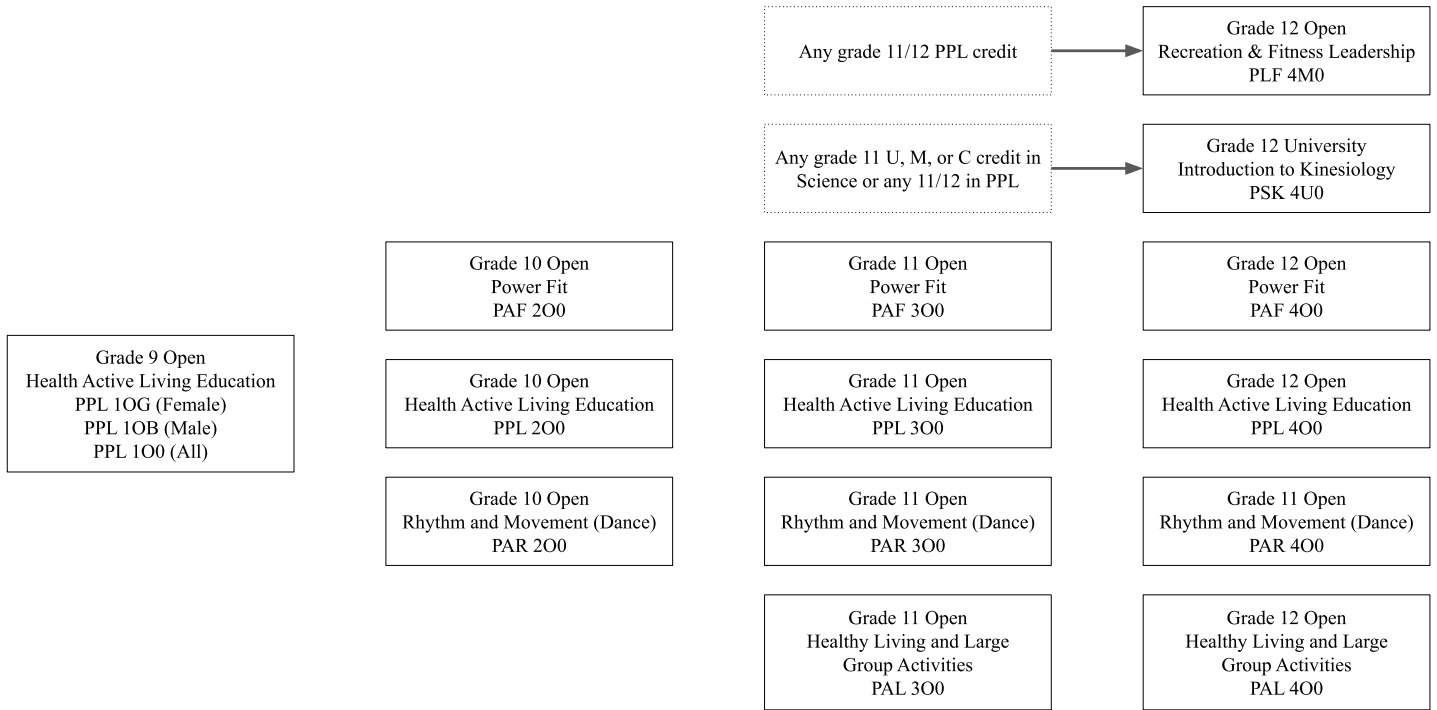 Any grade 11/12 PPL credit
Grade 12 Open
Recreation & Fitness Leadership
PLF 4M0
Any grade 11 U, M, or C credit in
Science or any 11/12 in PPL
Grade 12 University
Introduction to Kinesiology
PSK 4U0
Grade 10 Open
Power Fit
PAF 2O0
Grade 11 Open
Power Fit
PAF 3O0
Grade 12 Open
Power Fit
PAF 4O0
Grade 9 Open
Health Active Living Education
PPL 1OG (Female)
PPL 1OB (Male)
PPL 1O0 (All)
Grade 10 Open
Health Active Living Education
PPL 2O0
Grade 11 Open
Health Active Living Education
PPL 3O0
Grade 12 Open
Health Active Living Education
PPL 4O0
Grade 10 Open
Rhythm and Movement (Dance)
PAR 2O0
Grade 11 Open
Rhythm and Movement (Dance)
PAR 3O0
Grade 11 Open
Rhythm and Movement (Dance)
PAR 4O0
Grade 11 Open
Healthy Living and Large
Group Activities
PAL 3O0
Grade 12 Open
Healthy Living and Large
Group Activities
PAL 4O0